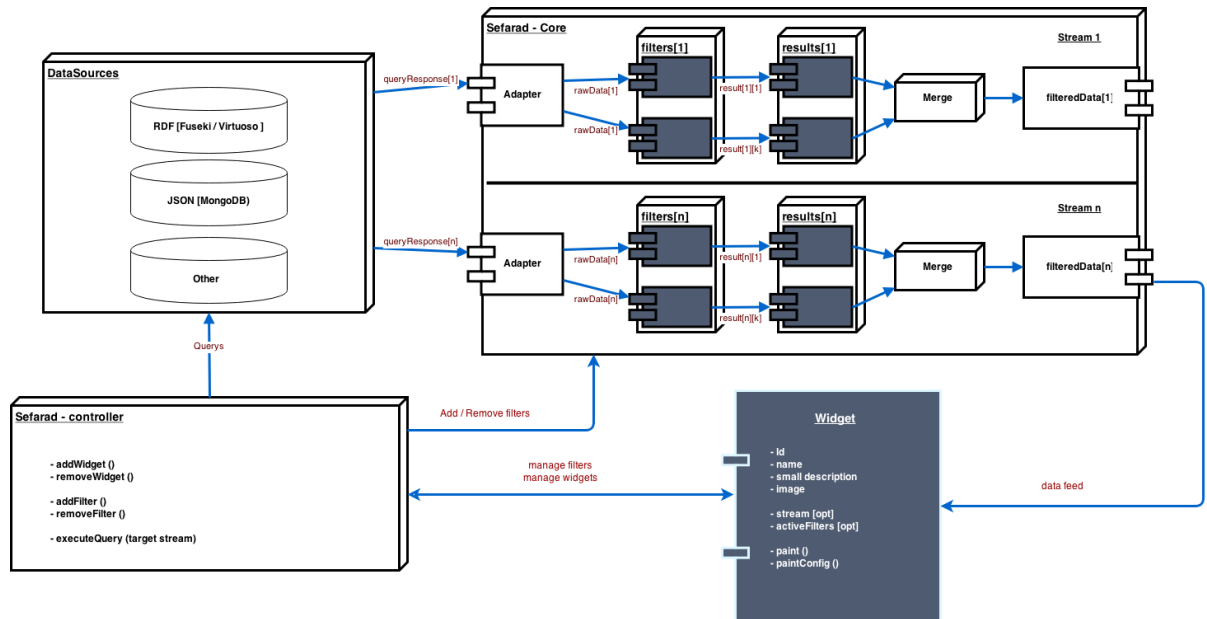 DataSources
RDF [Fuseki / Virtuoso ]
JSON [MongoDB)
Other
queryResponse[1]
queryResponse[n]
Sefarad - Core
Stream 1
Adapter
rawData[1]
rawData[1]
filters[1]
result[1][1]
result[1][k]
results[1]
Merge
filteredData[1]
Stream n
Adapter
rawData[n]
rawData[n]
filters[n]
result[n][1]
result[n][k]
results[n]
Merge
filteredData[n]
Querys
Sefarad - controller
- addWidget ()
- removeWidget ()
- addFilter ()
- removeFilter ()
- executeQuery (target stream)
Add / Remove filters
manage filters
manage widgets
Widget
- Id
- name
- small description
- image
- stream [opt]
- activeFilters [opt]
- paint ()
- paintConfig ()
data feed